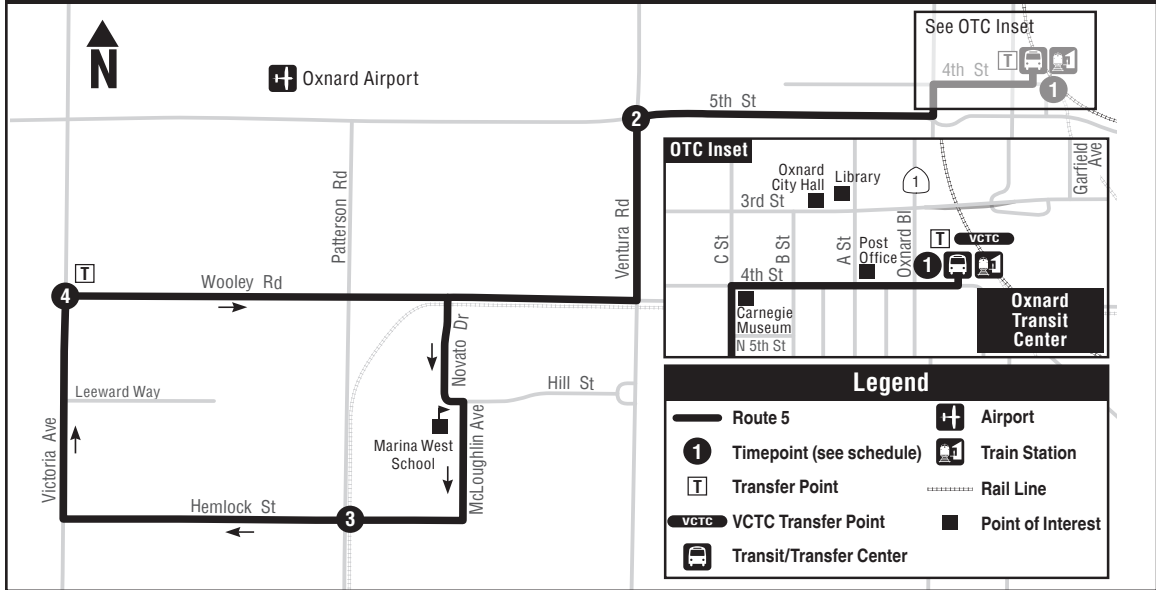 See OTC Inset
N
Oxnard Airport
T
4th St
1
5th St
2
Patterson Rd
Ventura Rd
Garfield
Ave
OTC Inset
Oxnard
City Hall
Library
1
3rd St
C St
B St
A St
Post
Office
Oxnard Bl
T
VCTC
1
4th St
Carnegie
Museum
N 5th St
Oxnard
Transit
Center
T
4
Wooley Rd
Novato Dr
Hill St
Leeward Way
Victoria Ave
Marina West
School
McLoughlin Ave
Hemlock St
3
Legend
Route 5
Airport
1
Timepoint (see schedule)
Train Station
T
Transfer Point
Rail Line
VCTC
VCTC Transfer Point
Point of Interest
Transit/Transfer Center